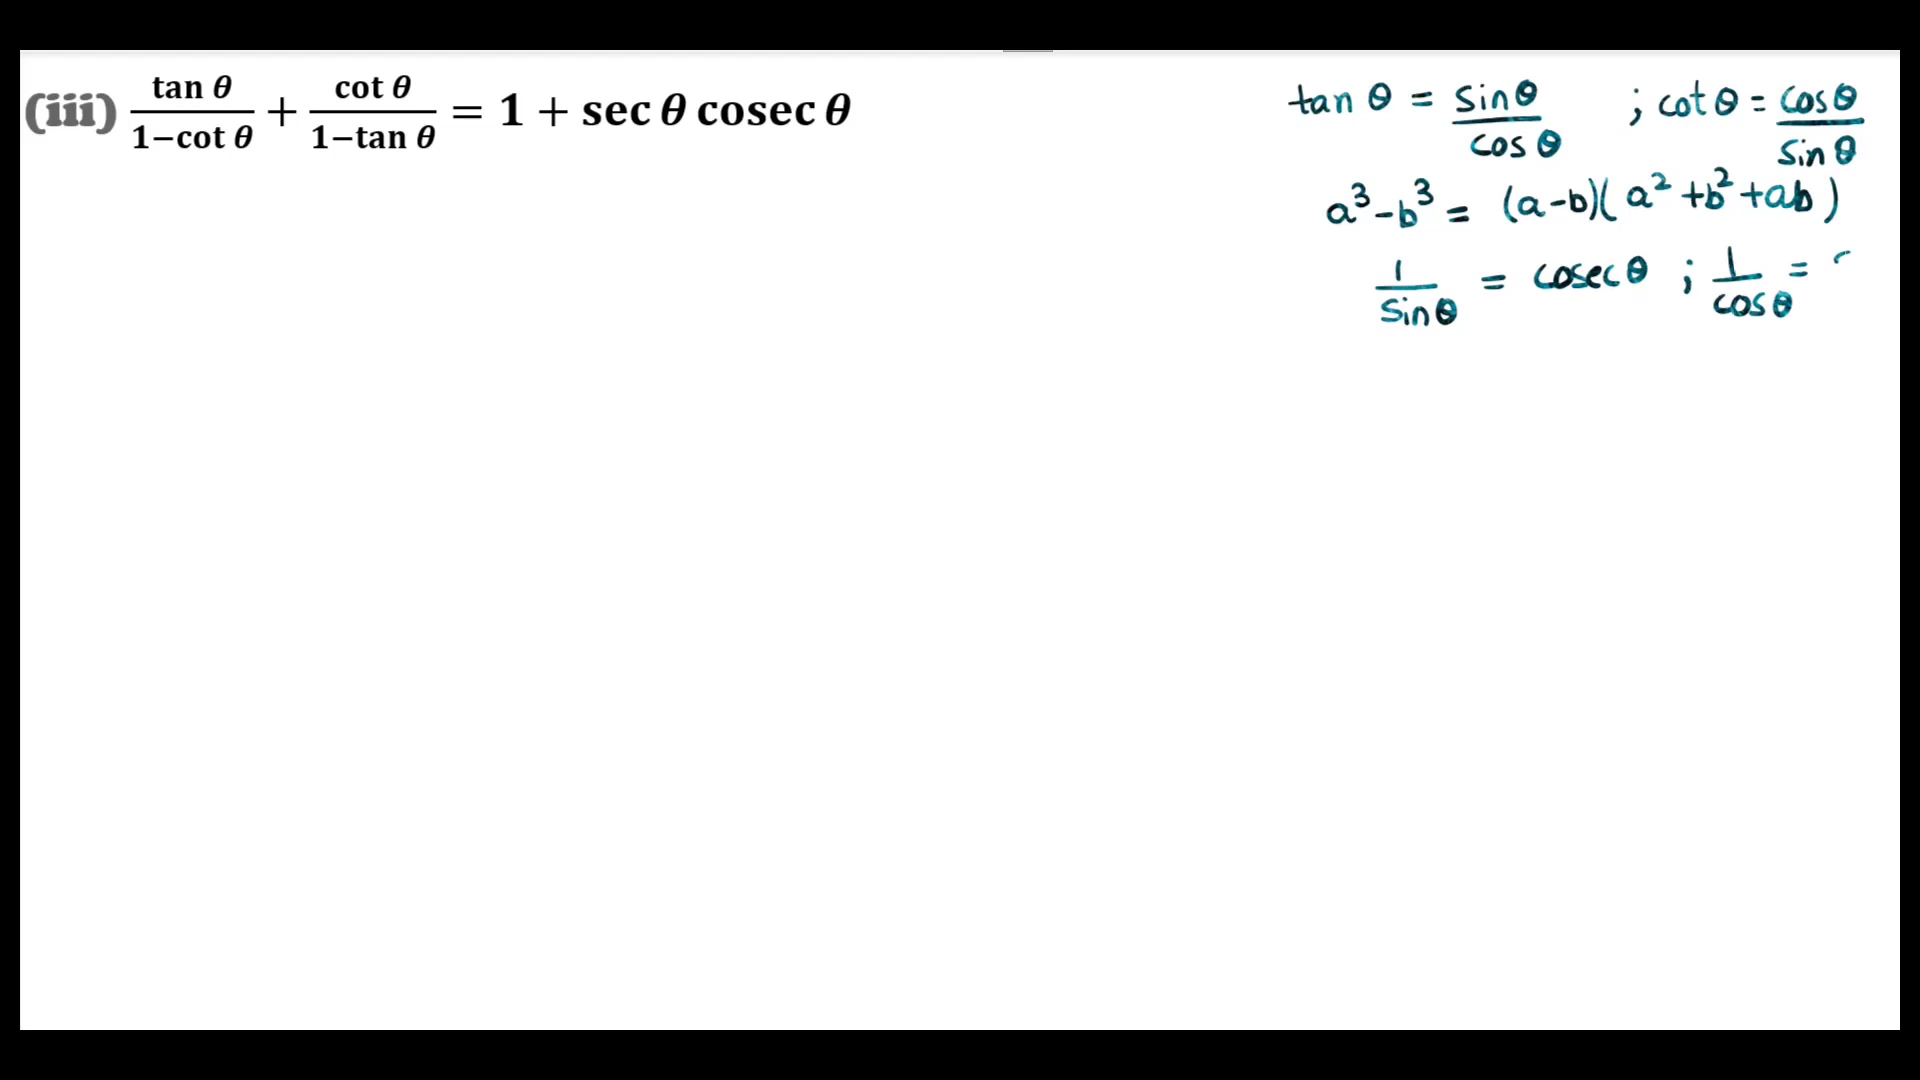 (iii) tan θ / 1−cot θ + cot θ / 1−tan θ = 1 + sec θ cosec θ
tan θ = sin θ / cos θ ; cot θ = cos θ / sin θ
a³ - b³ = (a-b)(a² + b² + ab)
1 / sin θ = cosec θ ; 1 / cos θ =